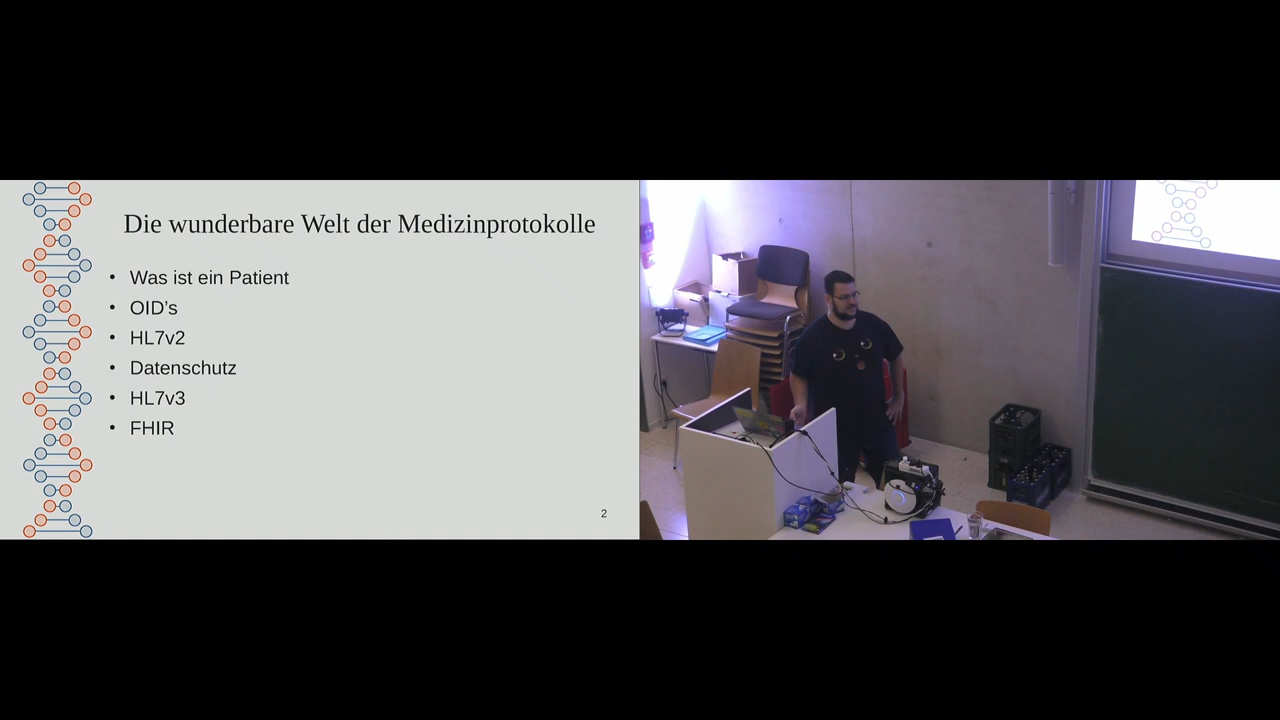 Die wunderbare Welt der Medizinprotokolle
• Was ist ein Patient
• OID's
• HL7v2
• Datenschutz
• HL7v3
• FHIR
2